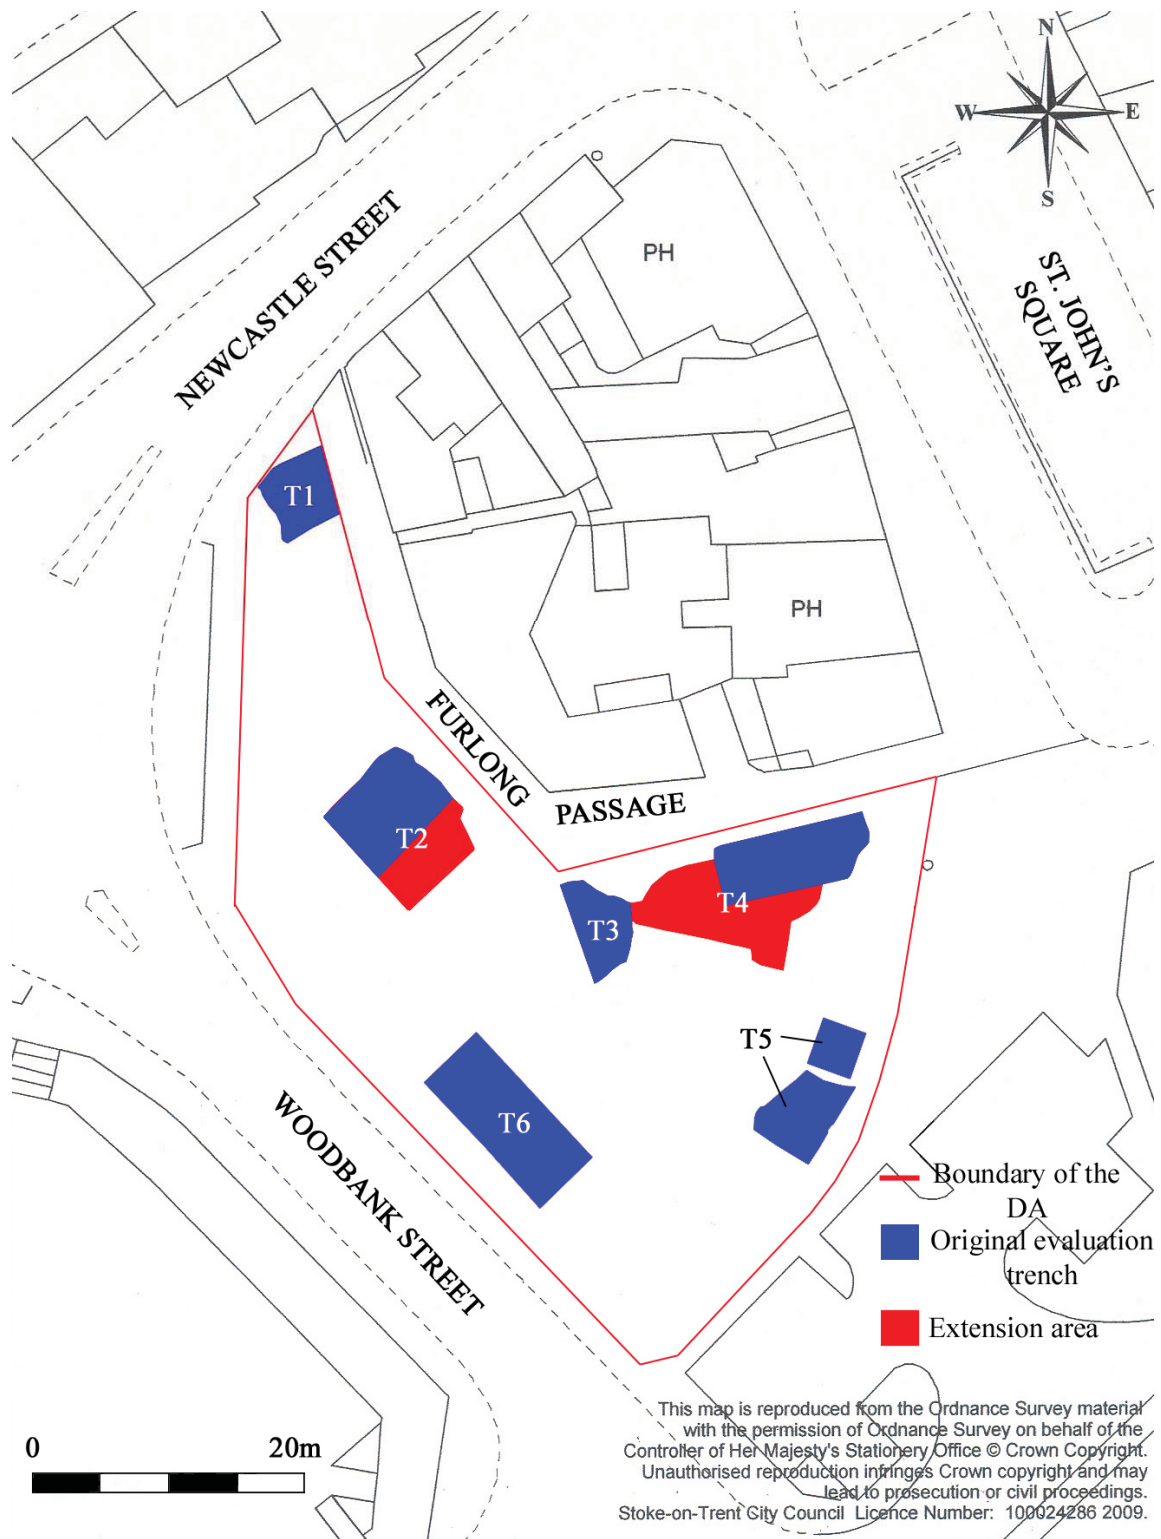 N
W
E
S
PH
ST. JOHN'S
SQUARE
NEWCASTLE STREET
T1
PH
FURLONG
PASSAGE
T2
T4
T3
T5
T6
WOODBANK STREET
Boundary of the
DA
Original evaluation
trench
Extension area
0
20m
This map is reproduced from the Ordnance Survey material
with the permission of Ordnance Survey on behalf of the
Controller of Her Majesty's Stationery Office © Crown Copyright.
Unauthorised reproduction infringes Crown copyright and may
lead to prosecution or civil proceedings.
Stoke-on-Trent City Council Licence Number: 100024286 2009.